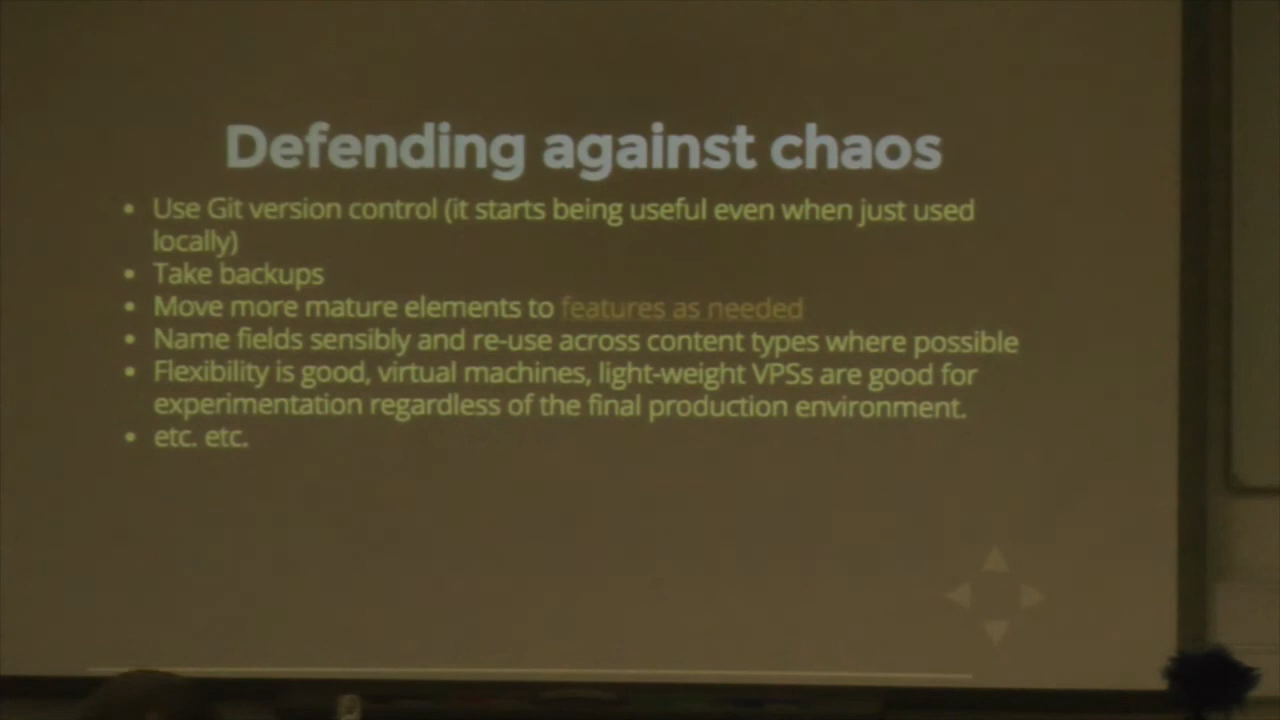 Defending against chaos
• Use Git version control (it starts being useful even when just used
locally)
• Take backups
• Move more mature elements to features as needed
• Name fields sensibly and re-use across content types where possible
• Flexibility is good, virtual machines, light-weight VPSs are good for
experimentation regardless of the final production environment.
• etc. etc.